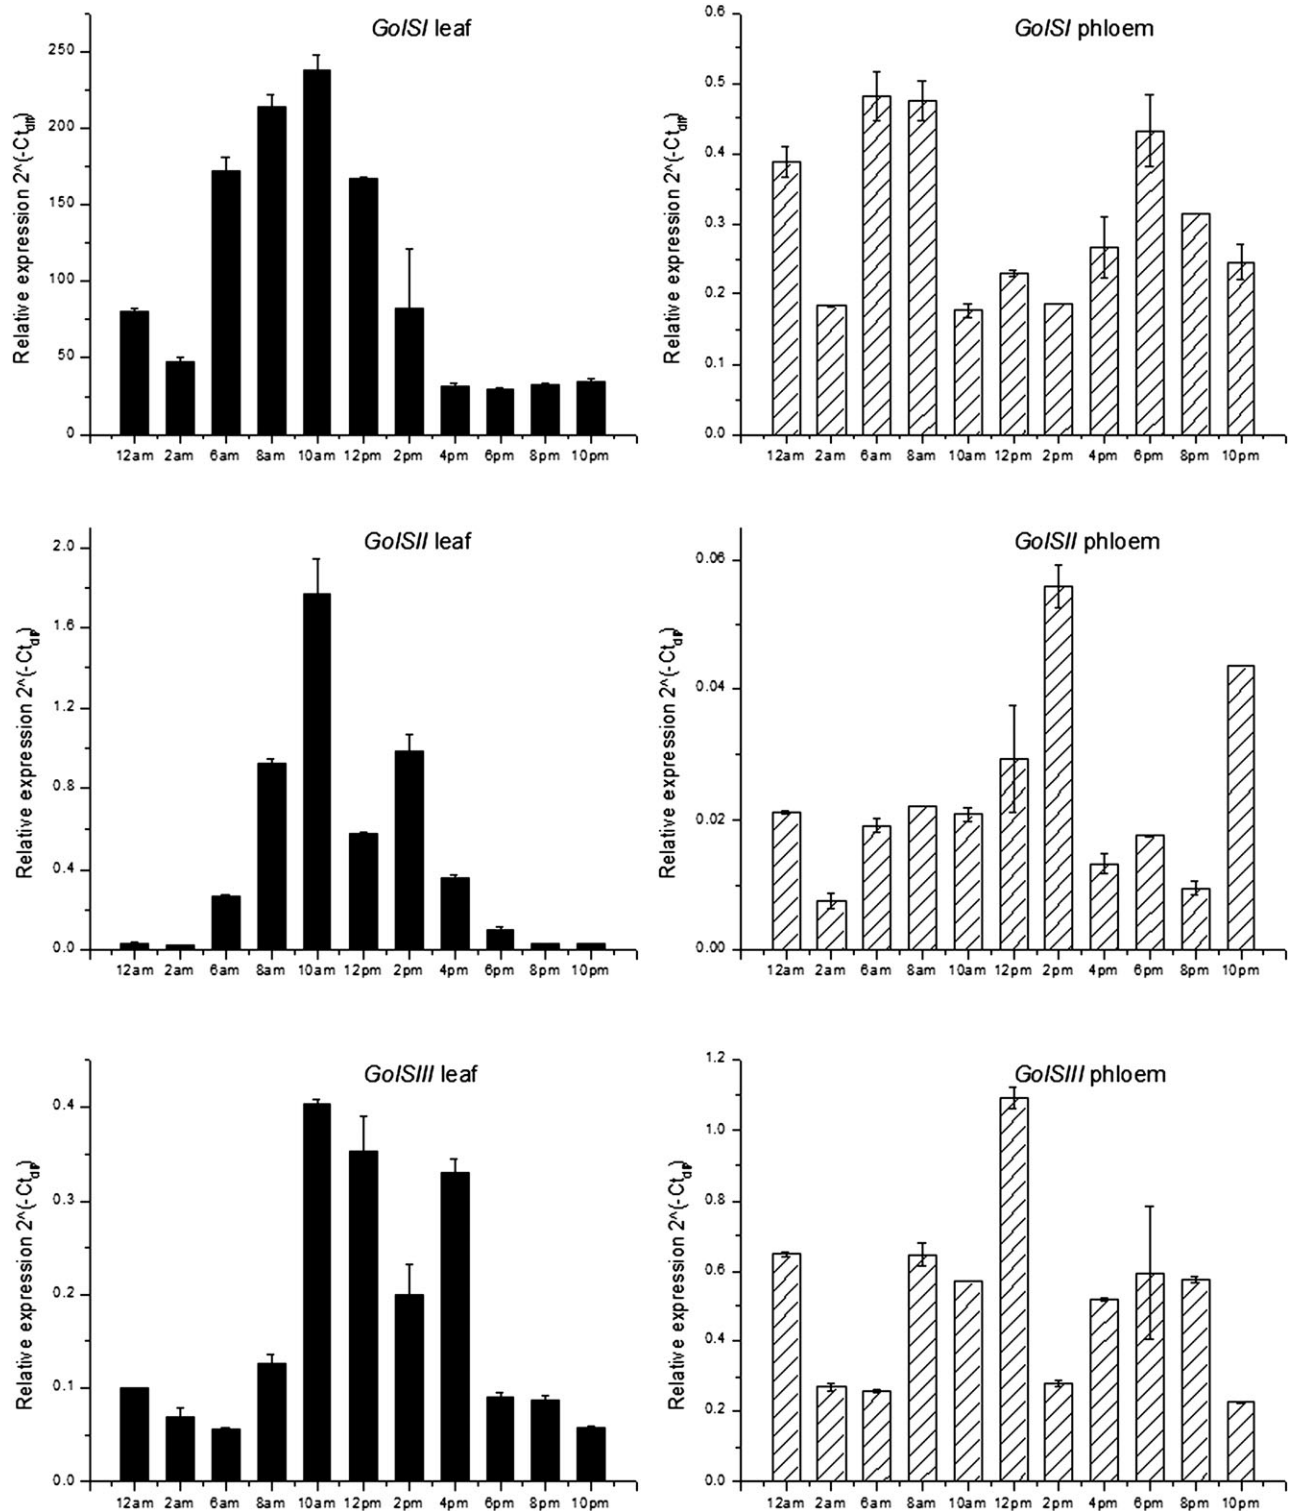 GolSI leaf
Relative expression 2^(-Ct_dif)
250
200
150
100
50
0
12am 2am 6am 8am 10am 12pm 2pm 4pm 6pm 8pm 10pm
GolSI phloem
Relative expression 2^(-Ct_dif)
0.6
0.5
0.4
0.3
0.2
0.1
0.0
12am 2am 6am 8am 10am 12pm 2pm 4pm 6pm 8pm 10pm
GolSII leaf
Relative expression 2^(-Ct_dif)
2.0
1.6
1.2
0.8
0.4
0.0
12am 2am 6am 8am 10am 12pm 2pm 4pm 6pm 8pm 10pm
GolSII phloem
Relative expression 2^(-Ct_dif)
0.06
0.04
0.02
0.00
12am 2am 6am 8am 10am 12pm 2pm 4pm 6pm 8pm 10pm
GolSIII leaf
Relative expression 2^(-Ct_dif)
0.4
0.3
0.2
0.1
0.0
12am 2am 6am 8am 10am 12pm 2pm 4pm 6pm 8pm 10pm
GolSIII phloem
Relative expression 2^(-Ct_dif)
1.2
1.0
0.8
0.6
0.4
0.2
0.0
12am 2am 6am 8am 10am 12pm 2pm 4pm 6pm 8pm 10pm